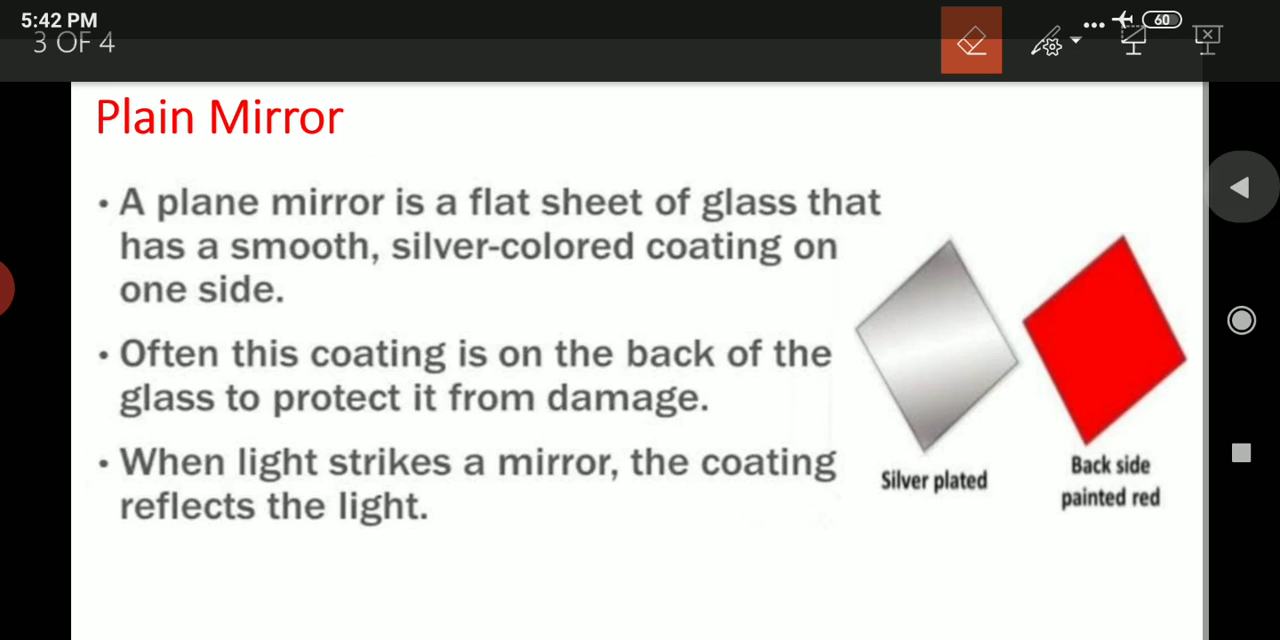 5:42 PM
60
3 OF 4
Plain Mirror
• A plane mirror is a flat sheet of glass that
has a smooth, silver-colored coating on
one side.
• Often this coating is on the back of the
glass to protect it from damage.
• When light strikes a mirror, the coating
reflects the light.
Silver plated
Back side
painted red